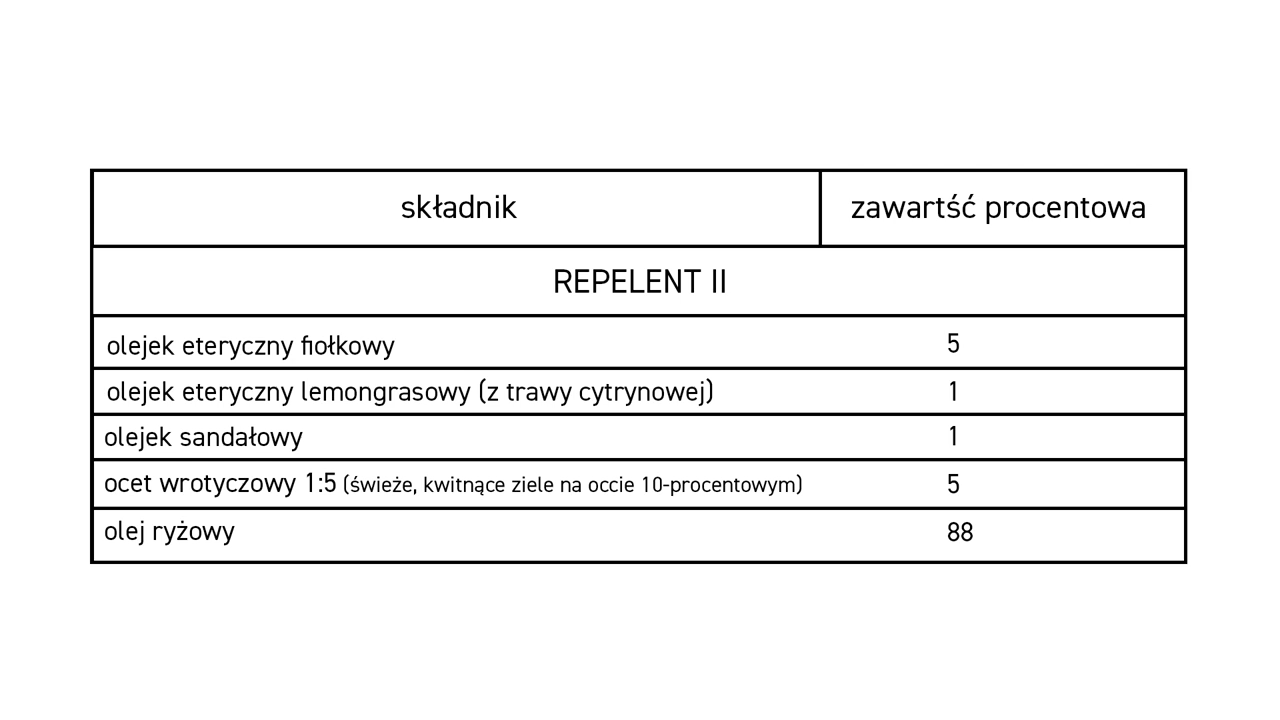 składnik zawartść procentowa
REPELENT II
olejek eteryczny fiołkowy 5
olejek eteryczny lemongrasowy (z trawy cytrynowej) 1
olejek sandałowy 1
ocet wrotyczowy 1:5 (świeże, kwitnące ziele na occie 10-procentowym) 5
olej ryżowy 88